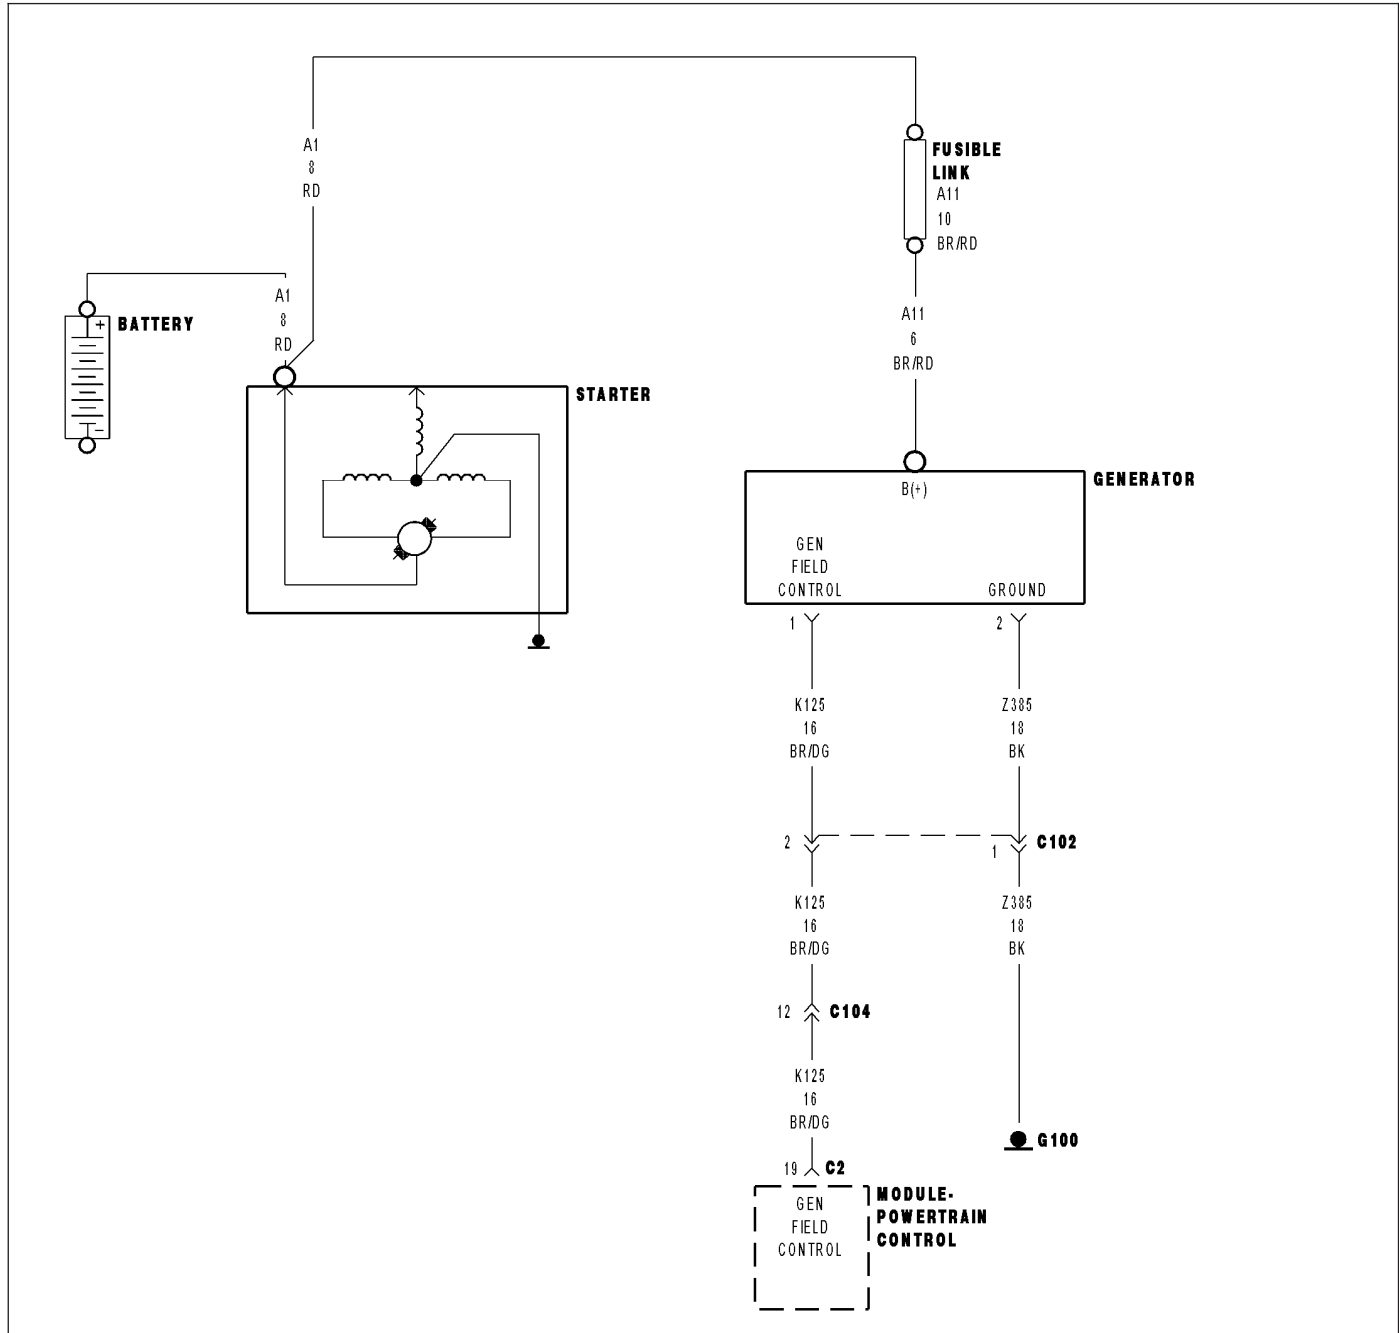 A1
8
RD
FUSIBLE
LINK
A11
10
BR/RD
A1
8
RD
+
BATTERY
-
A11
6
BR/RD
STARTER
GENERATOR
B(+)
GEN
FIELD
CONTROL
GROUND
1
2
K125
16
BR/DG
Z385
18
BK
2
1
C102
K125
16
BR/DG
Z385
18
BK
12
C104
K125
16
BR/DG
G100
19
C2
GEN
FIELD
CONTROL
MODULE-
POWERTRAIN
CONTROL